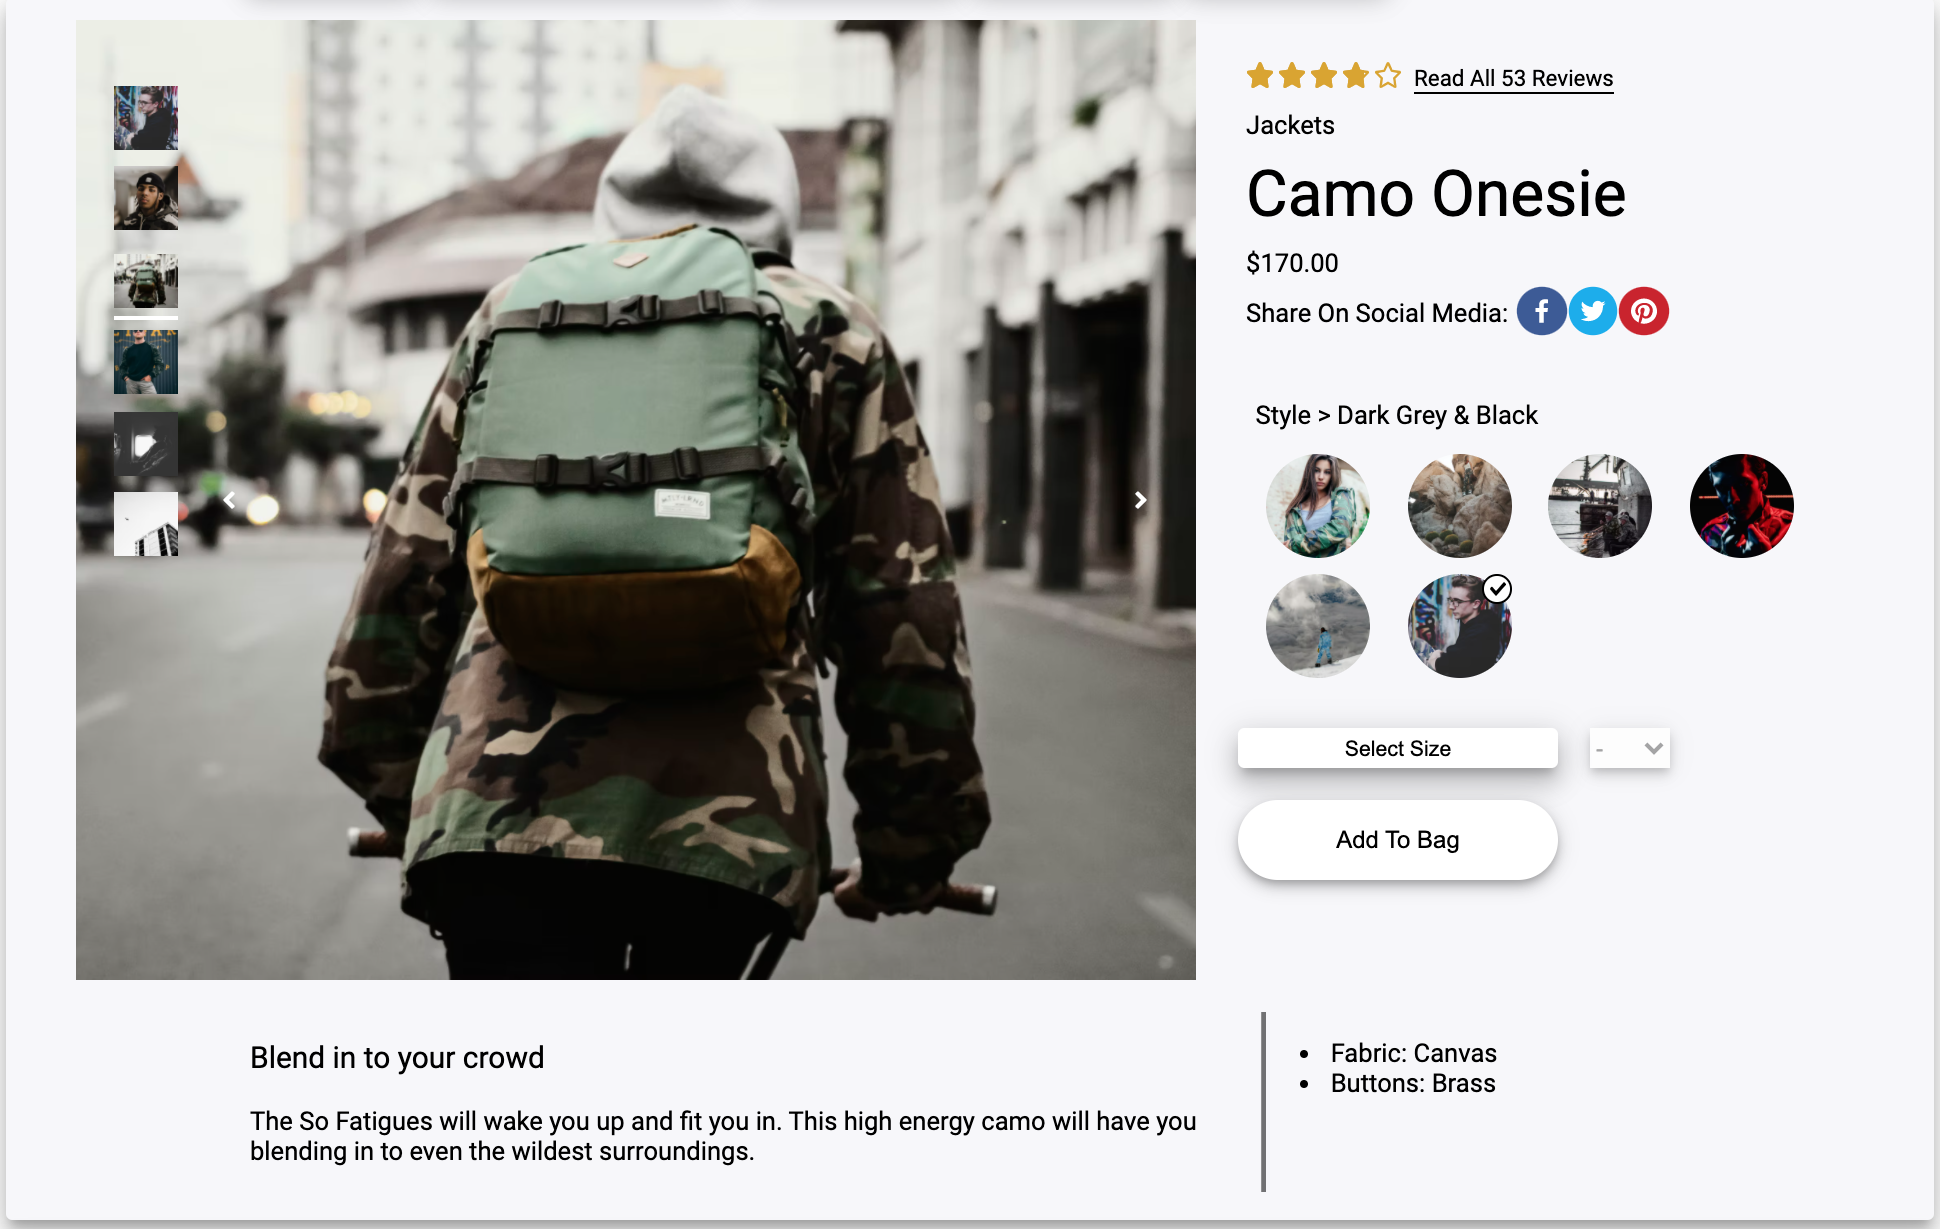 Read All 53 Reviews
Jackets
Camo Onesie
$170.00
Share On Social Media:
Style > Dark Grey & Black
Select Size
-
Add To Bag
Blend in to your crowd
The So Fatigues will wake you up and fit you in. This high energy camo will have you
blending in to even the wildest surroundings.
Fabric: Canvas
Buttons: Brass